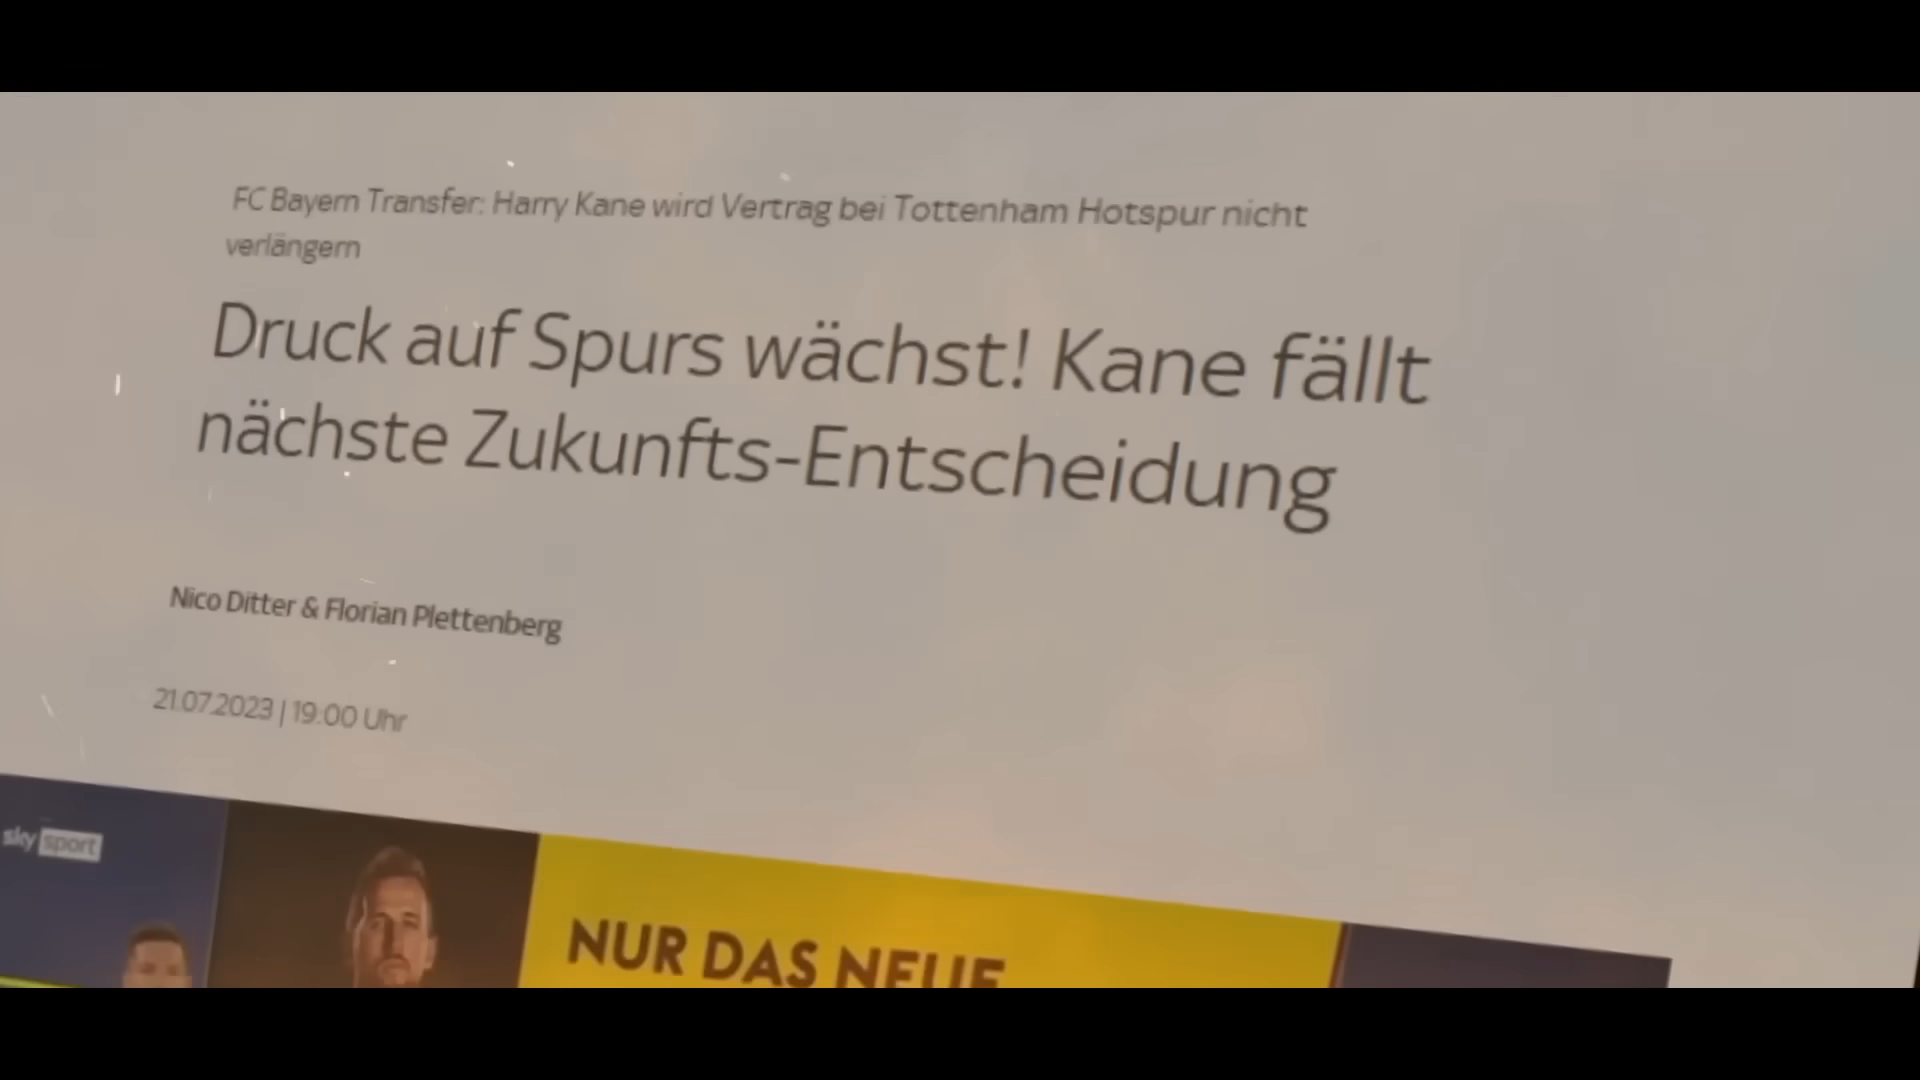 FC Bayern Transfer: Harry Kane wird Vertrag bei Tottenham Hotspur nicht
verlängern
Druck auf Spurs wächst! Kane fällt
nächste Zukunfts-Entscheidung
Nico Ditter & Florian Plettenberg
21.07.2023 | 19:00 Uhr
sky sport
NUR DAS NEUE